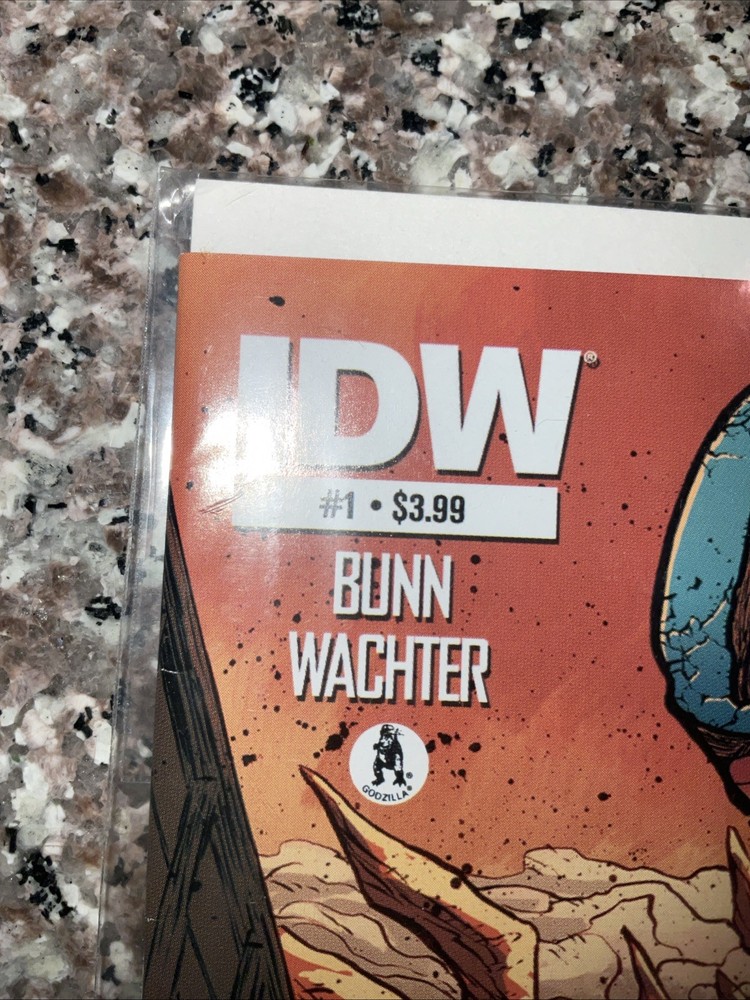 IDW®
#1 • $3.99
BUNN
WACHTER
GODZILLA®